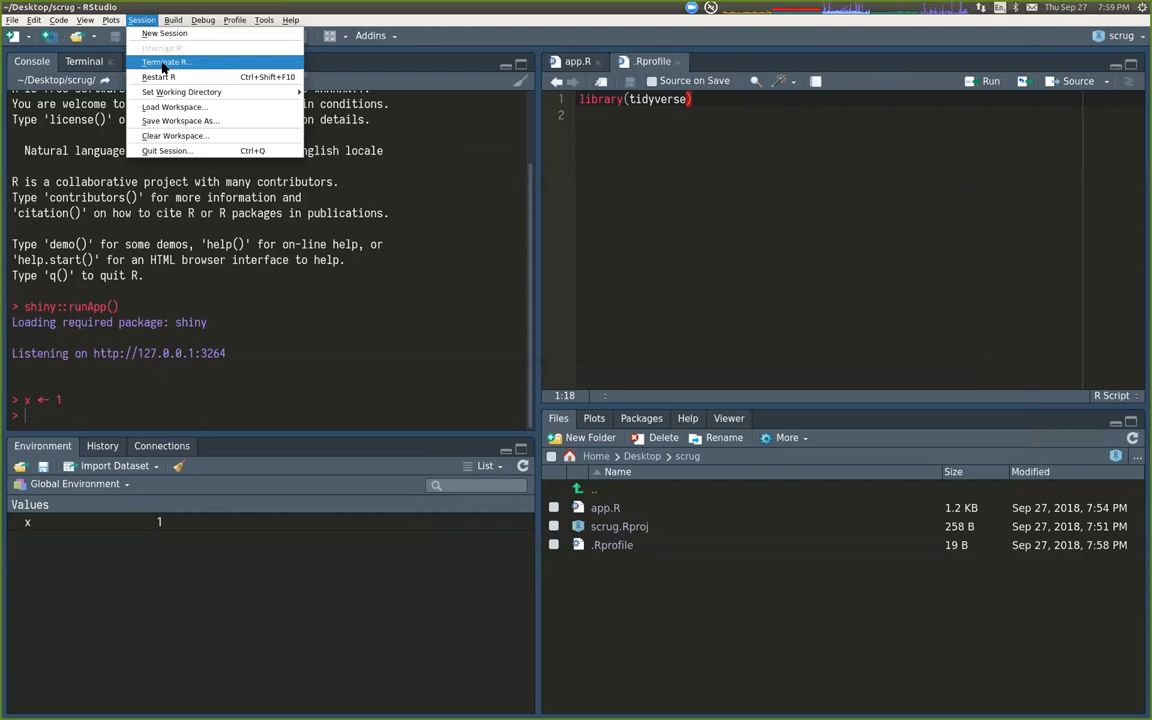 ~/Desktop/scrug - RStudio
Thu Sep 27 7:59 PM
File Edit Code View Plots Session Build Debug Profile Tools Help
New Session
Interrupt R
Terminate R...
Restart R Ctrl+Shift+F10
Set Working Directory
Load Workspace...
Save Workspace As...
Clear Workspace...
Quit Session... Ctrl+Q
Addins
scrug
Console Terminal
~/Desktop/scrug/
You are welcome to
in conditions.
Type 'license()' o
on details.
Natural language
nglish locale
R is a collaborative project with many contributors.
Type 'contributors()' for more information and
'citation()' on how to cite R or R packages in publications.
Type 'demo()' for some demos, 'help()' for on-line help, or
'help.start()' for an HTML browser interface to help.
Type 'q()' to quit R.
> shiny::runApp()
Loading required package: shiny
Listening on http://127.0.0.1:3264
> x <- 1
>
Environment History Connections
Import Dataset
List
Global Environment
Values
x 1
app.R .Rprofile
Source on Save
Run Source
1 library(tidyverse)
2
1:18 R Script
Files Plots Packages Help Viewer
New Folder Delete Rename More
Home Desktop scrug
Name Size Modified
..
app.R 1.2 KB Sep 27, 2018, 7:54 PM
scrug.Rproj 258 B Sep 27, 2018, 7:51 PM
.Rprofile 19 B Sep 27, 2018, 7:58 PM